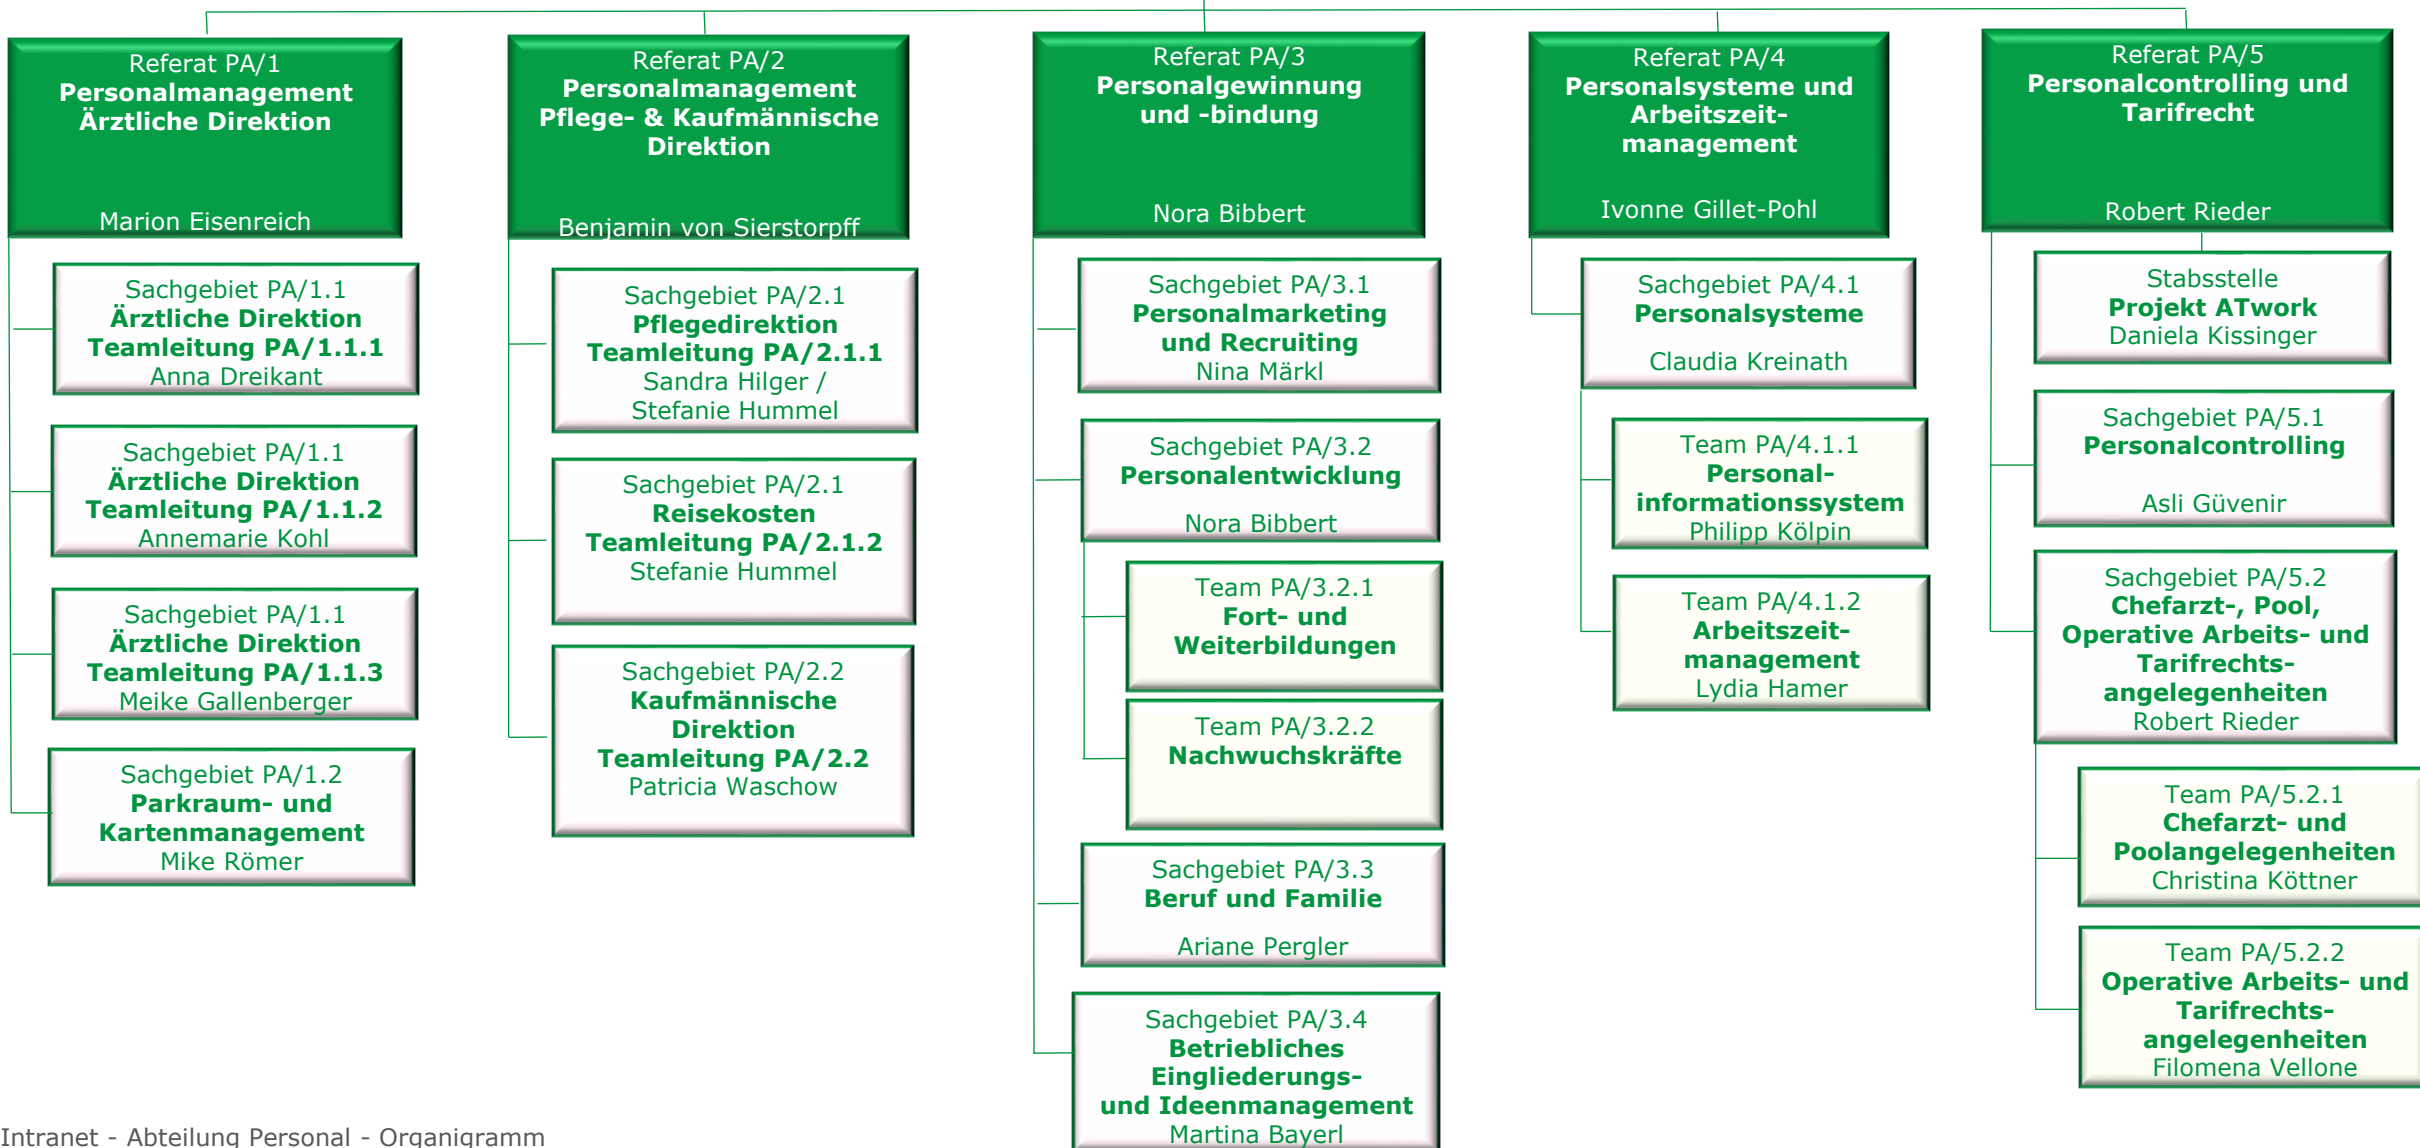 Referat PA/1
Personalmanagement
Ärztliche Direktion
Marion Eisenreich
Sachgebiet PA/1.1
Ärztliche Direktion
Teamleitung PA/1.1.1
Anna Dreikant
Sachgebiet PA/1.1
Ärztliche Direktion
Teamleitung PA/1.1.2
Annemarie Kohl
Sachgebiet PA/1.1
Ärztliche Direktion
Teamleitung PA/1.1.3
Meike Gallenberger
Sachgebiet PA/1.2
Parkraum- und
Kartenmanagement
Mike Römer
Referat PA/2
Personalmanagement
Pflege- & Kaufmännische
Direktion
Benjamin von Sierstorpff
Sachgebiet PA/2.1
Pflegedirektion
Teamleitung PA/2.1.1
Sandra Hilger /
Stefanie Hummel
Sachgebiet PA/2.1
Reisekosten
Teamleitung PA/2.1.2
Stefanie Hummel
Sachgebiet PA/2.2
Kaufmännische
Direktion
Teamleitung PA/2.2
Patricia Waschow
Referat PA/3
Personalgewinnung
und -bindung
Nora Bibbert
Sachgebiet PA/3.1
Personalmarketing
und Recruiting
Nina Märkl
Sachgebiet PA/3.2
Personalentwicklung
Nora Bibbert
Team PA/3.2.1
Fort- und
Weiterbildungen
Team PA/3.2.2
Nachwuchskräfte
Sachgebiet PA/3.3
Beruf und Familie
Ariane Pergler
Sachgebiet PA/3.4
Betriebliches
Eingliederungs-
und Ideenmanagement
Martina Bayerl
Referat PA/4
Personalsysteme und
Arbeitszeit-
management
Ivonne Gillet-Pohl
Sachgebiet PA/4.1
Personalsysteme
Claudia Kreinath
Team PA/4.1.1
Personal-
informationssystem
Philipp Kölpin
Team PA/4.1.2
Arbeitszeit-
management
Lydia Hamer
Referat PA/5
Personalcontrolling und
Tarifrecht
Robert Rieder
Stabsstelle
Projekt ATwork
Daniela Kissinger
Sachgebiet PA/5.1
Personalcontrolling
Asli Güvenir
Sachgebiet PA/5.2
Chefarzt-, Pool,
Operative Arbeits- und
Tarifrechts-
angelegenheiten
Robert Rieder
Team PA/5.2.1
Chefarzt- und
Poolangelegenheiten
Christina Köttner
Team PA/5.2.2
Operative Arbeits- und
Tarifrechts-
angelegenheiten
Filomena Vellone
Intranet - Abteilung Personal - Organigramm